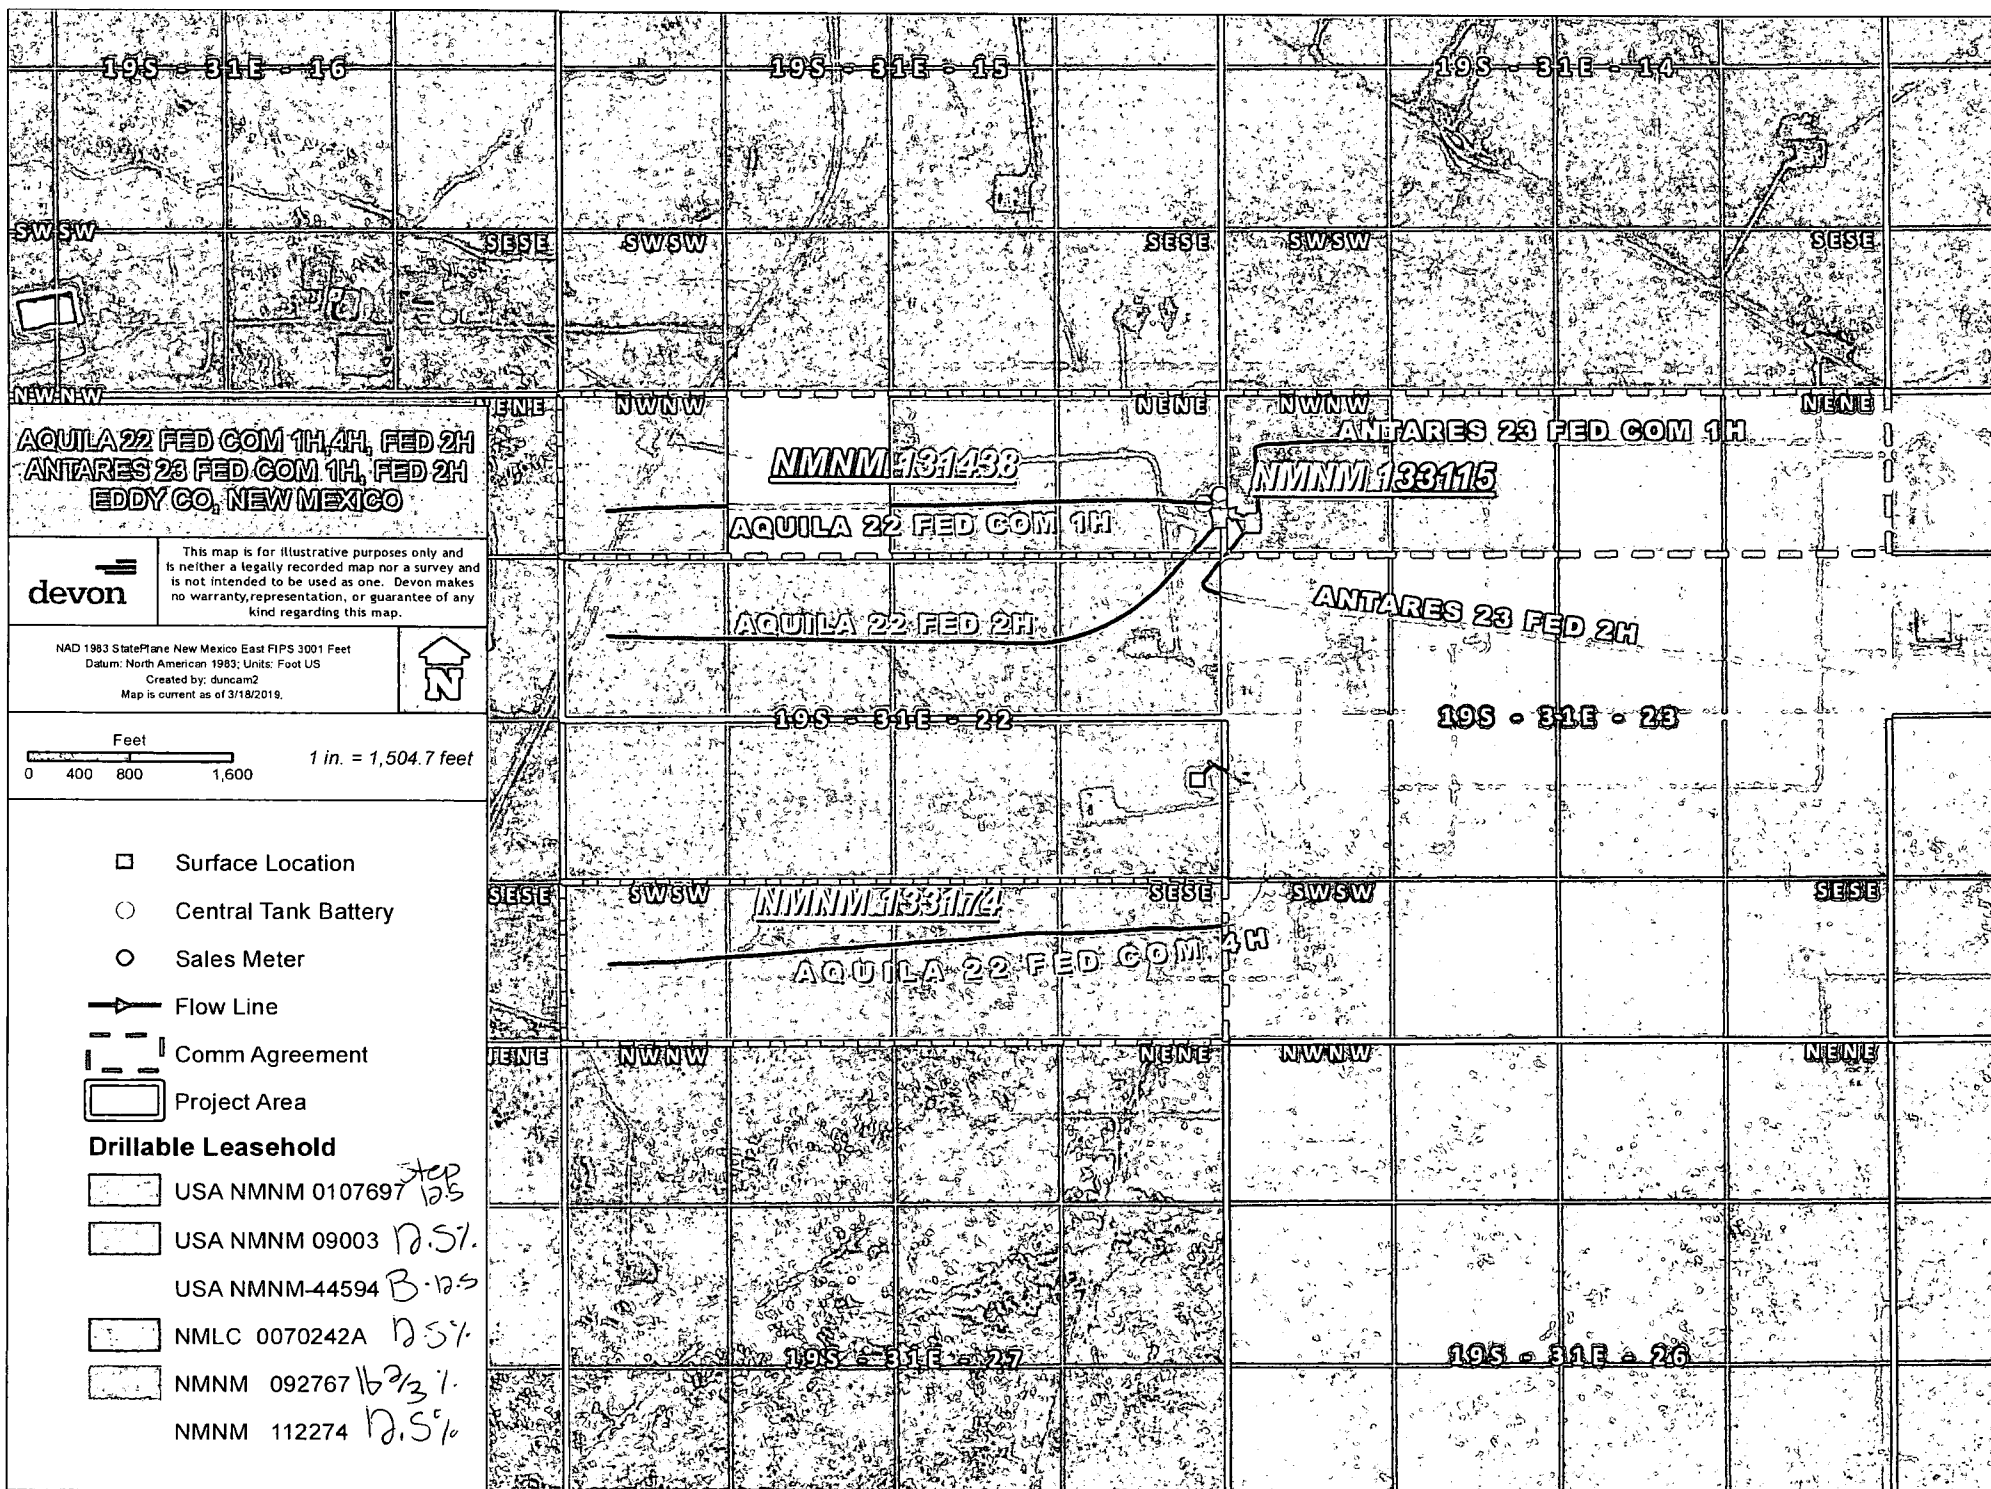 19S - 31E - 16
19S - 31E - 15
19S - 31E - 14
SWSW
SESE
SWSW
SESE
SWSW
SESE
NWNW
NENE
NWNW
NENE
NWNW
NENE
AQUILA 22 FED COM 1H,4H, FED 2H
ANTARES 23 FED COM 1H, FED 2H
EDDY CO, NEW MEXICO
devon
This map is for illustrative purposes only and
is neither a legally recorded map nor a survey and
is not intended to be used as one. Devon makes
no warranty,representation, or guarantee of any
kind regarding this map.
NAD 1983 StatePlane New Mexico East FIPS 3001 Feet
Datum: North American 1983; Units: Foot US
Created by: duncam2
Map is current as of 3/18/2019.
N
Feet
0 400 800 1,600
1 in. = 1,504.7 feet
ANTARES 23 FED COM 1H
NMNM 131438
NMNM 133115
AQUILA 22 FED COM 1H
AQUILA 22 FED 2H
ANTARES 23 FED 2H
19S - 31E - 22
19S - 31E - 23
SESE
SWSW
NMNM 133174
SESE
SWSW
SESE
AQUILA 22 FED COM 4H
NENE
NWNW
NENE
NWNW
NENE
19S - 31E - 27
19S - 31E - 26
Surface Location
Central Tank Battery
Sales Meter
Flow Line
Comm Agreement
Project Area
Drillable Leasehold
USA NMNM 0107697 step 12.5
USA NMNM 09003 12.5%
USA NMNM-44594 B-12.5
NMLC 0070242A 12.5%
NMNM 092767 16 2/3 %
NMNM 112274 12.5%